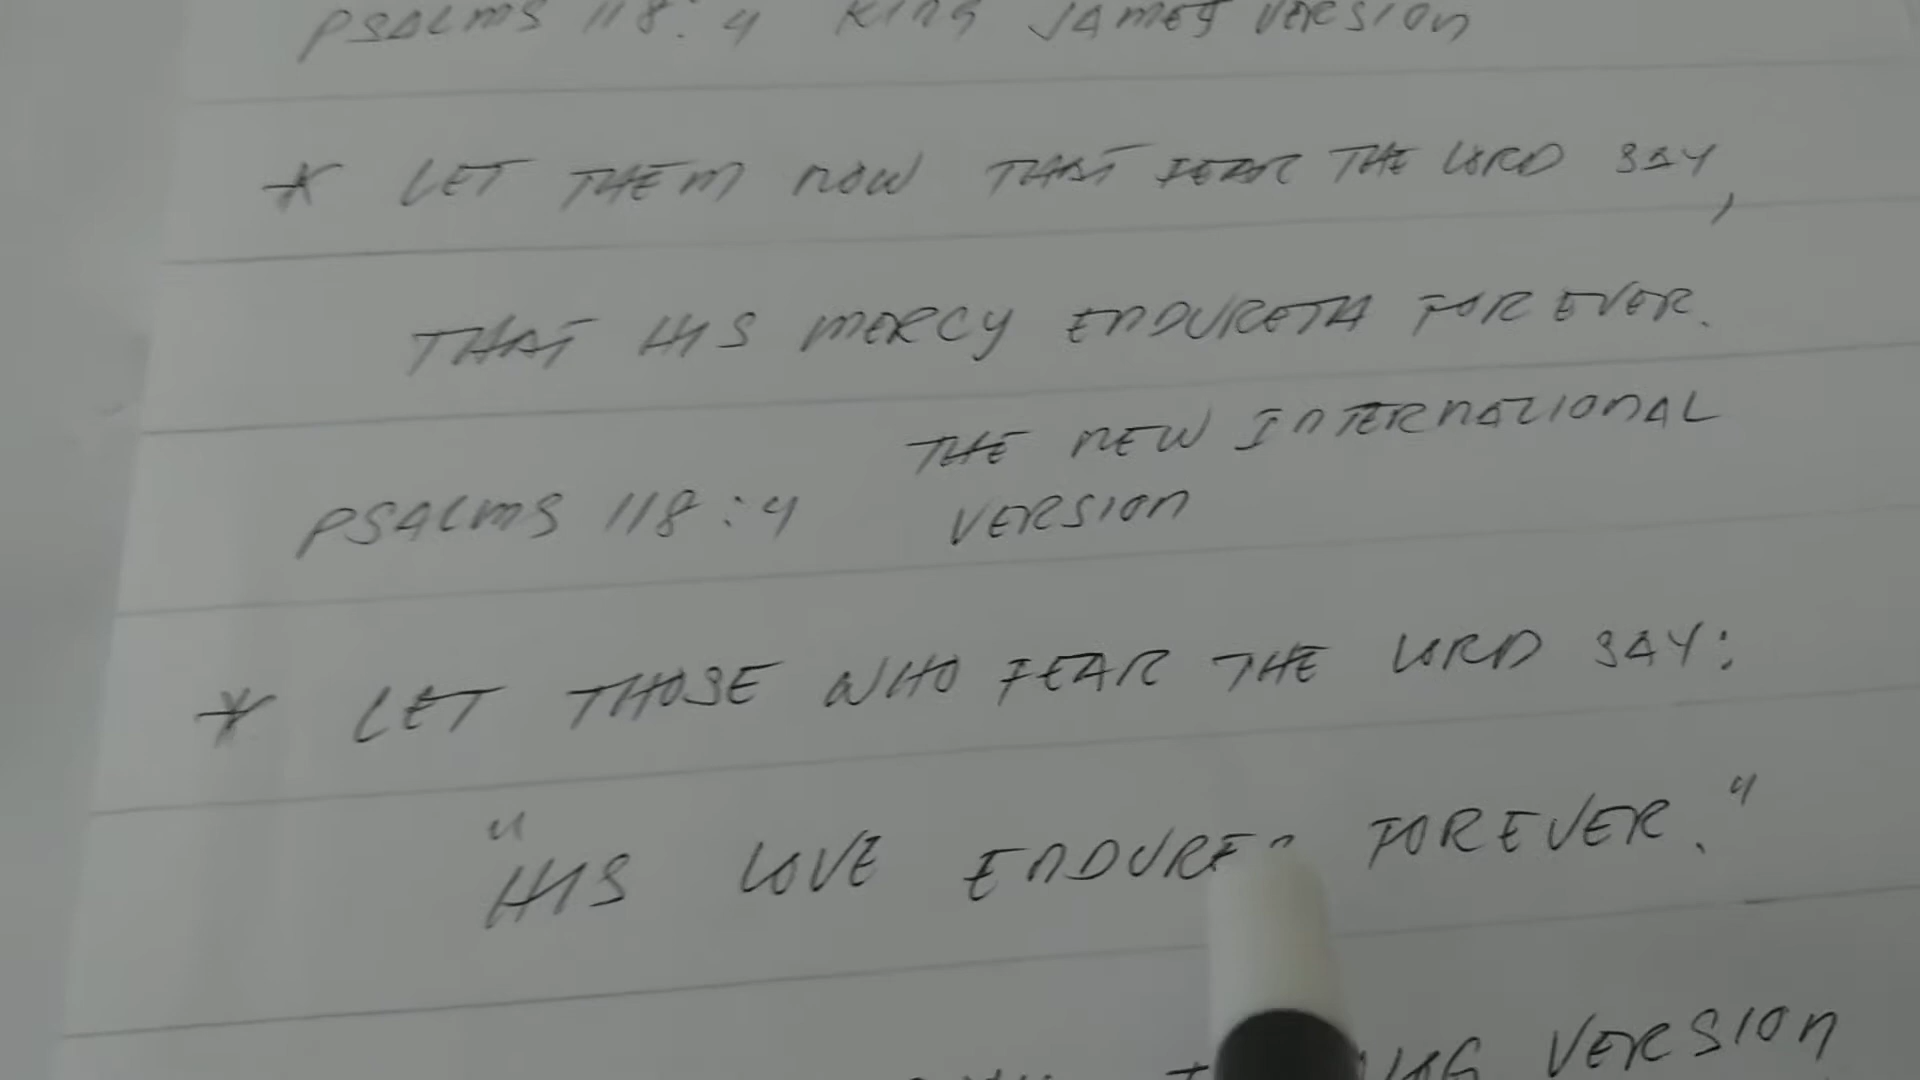 PSALMS 118:4 KING JAMES VERSION
* LET THEM NOW THAT FEAR THE LORD SAY,
THAT HIS MERCY ENDURETH FOR EVER.
THE NEW INTERNATIONAL
PSALMS 118:4 VERSION
* LET THOSE WHO FEAR THE LORD SAY:
"HIS LOVE ENDURES FOREVER."
VERSION